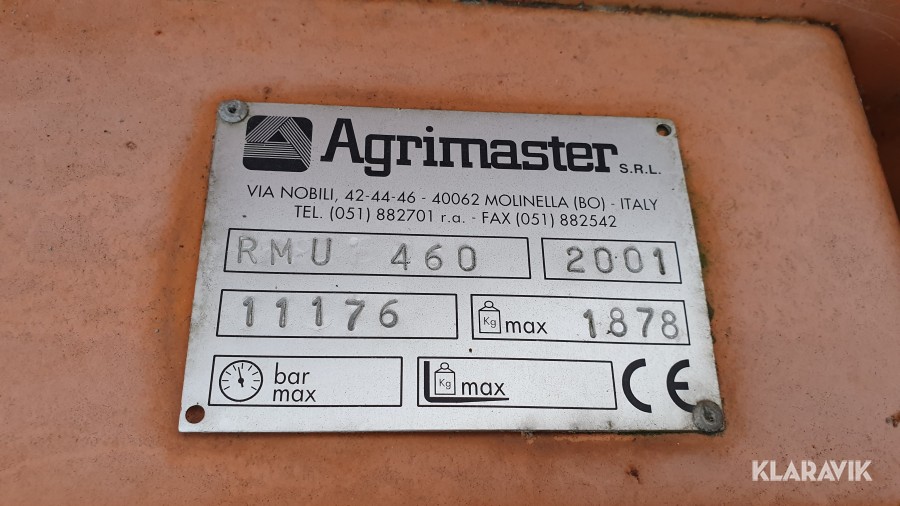 Agrimaster S.R.L.
VIA NOBILI, 42-44-46 - 40062 MOLINELLA (BO) - ITALY
TEL. (051) 882701 r.a. - FAX (051) 882542
RMU 460 2001
11176 Kg max 1878
bar max Kg max CE
KLARAVIK